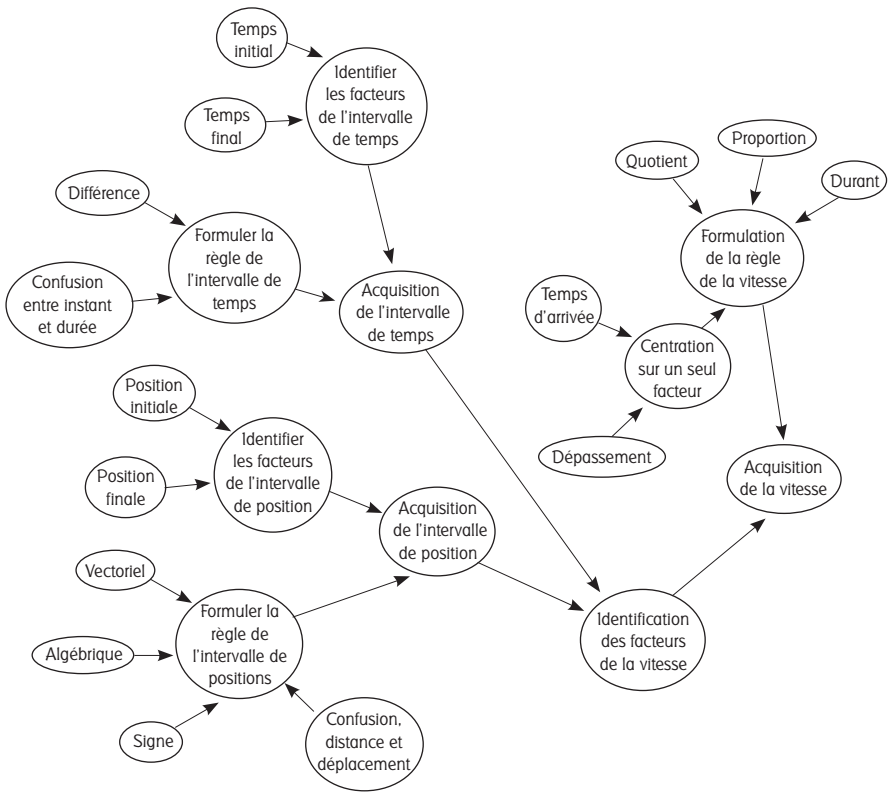 Temps
initial
Identifier
les facteurs
de l'intervalle
de temps
Temps
final
Différence
Formuler la
règle de
l'intervalle de
temps
Confusion
entre instant
et durée
Acquisition
de l'intervalle
de temps
Quotient
Proportion
Durant
Formulation
de la règle
de la vitesse
Temps
d'arrivée
Centration
sur un seul
facteur
Dépassement
Acquisition
de la vitesse
Position
initiale
Identifier
les facteurs
de l'intervalle
de position
Position
finale
Acquisition
de l'intervalle
de position
Vectoriel
Formuler la
règle de
l'intervalle de
positions
Algébrique
Signe
Confusion,
distance et
déplacement
Identification
des facteurs
de la vitesse